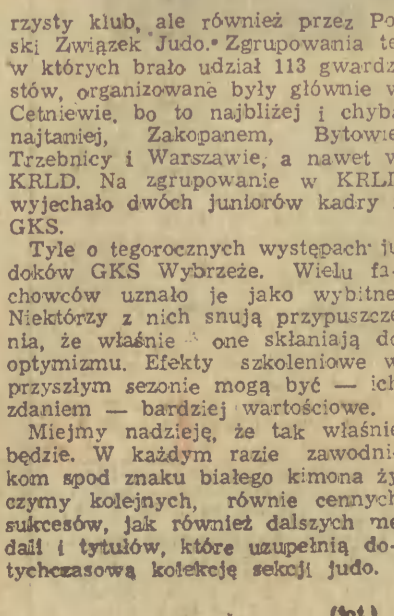 rzysty klub, ale również przez Po
ski Związek Judo. Zgrupowania te
w których brało udział 113 gwardz
stów, organizowane były głównie w
Cetniewie, bo to najbliżej i chyb
najtaniej, Zakopanem, Bytowie
Trzebnicy i Warszawie, a nawet w
KRLD. Na zgrupowanie w KRLD
wyjechało dwóch juniorów kadry
GKS.
Tyle o tegorocznych występach ju
doków GKS Wybrzeże. Wielu fa-
chowców uznało je jako wybitne
Niektórzy z nich snują przypuszcze
nia, że właśnie one skłaniają do
optymizmu. Efekty szkoleniowe w
przyszłym sezonie mogą być — ich
zdaniem — bardziej wartościowe.
Miejmy nadzieję, że tak właśnie
będzie. W każdym razie zawodni-
kom spod znaku białego kimona ży
czymy kolejnych, równie cennych
sukcesów, jak również dalszych me
dali i tytułów, które uzupełnią do-
tychczasową kolekcję sekcji judo.